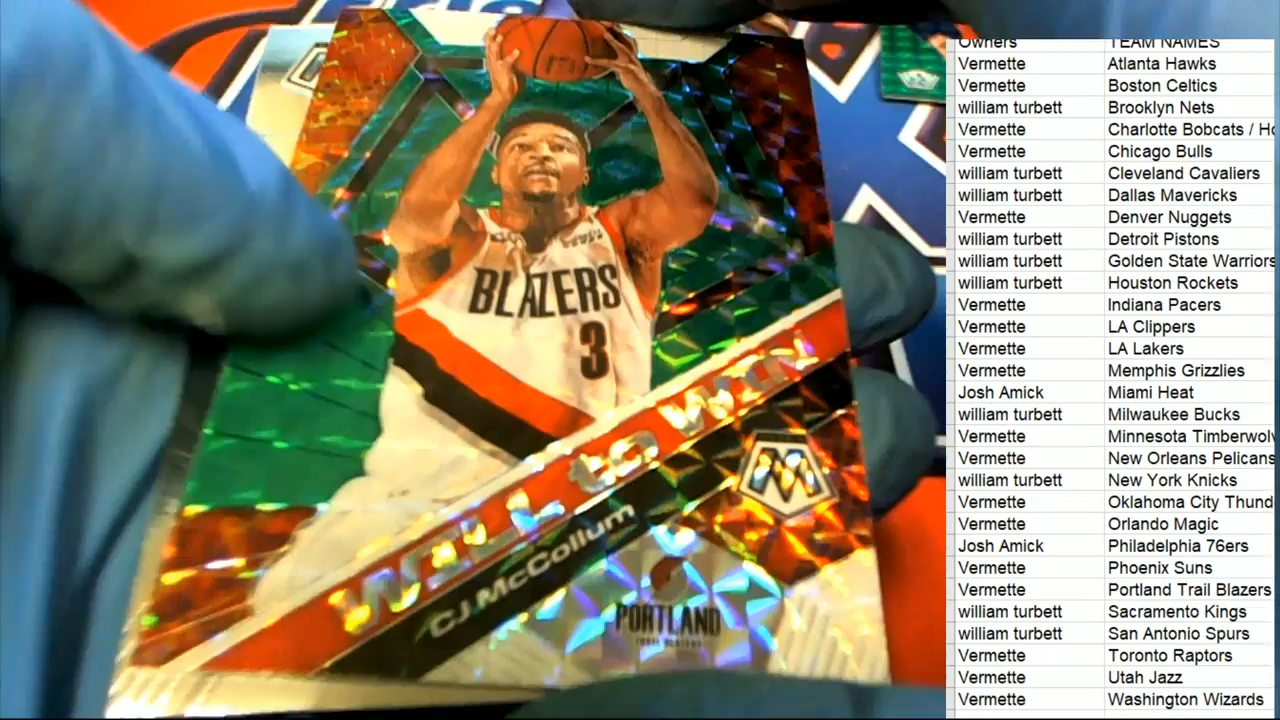 BLAZERS
3
WILL TO WIN
CJ McCollum
M
PORTLAND
TRAIL BLAZERS
Owners TEAM NAMES
Vermette Atlanta Hawks
Vermette Boston Celtics
william turbett Brooklyn Nets
Vermette Charlotte Bobcats / Ho
Vermette Chicago Bulls
william turbett Cleveland Cavaliers
william turbett Dallas Mavericks
Vermette Denver Nuggets
william turbett Detroit Pistons
william turbett Golden State Warriors
william turbett Houston Rockets
Vermette Indiana Pacers
Vermette LA Clippers
Vermette LA Lakers
Vermette Memphis Grizzlies
Josh Amick Miami Heat
william turbett Milwaukee Bucks
Vermette Minnesota Timberwolv
Vermette New Orleans Pelicans
william turbett New York Knicks
Vermette Oklahoma City Thund
Vermette Orlando Magic
Josh Amick Philadelphia 76ers
Vermette Phoenix Suns
Vermette Portland Trail Blazers
william turbett Sacramento Kings
william turbett San Antonio Spurs
Vermette Toronto Raptors
Vermette Utah Jazz
Vermette Washington Wizards